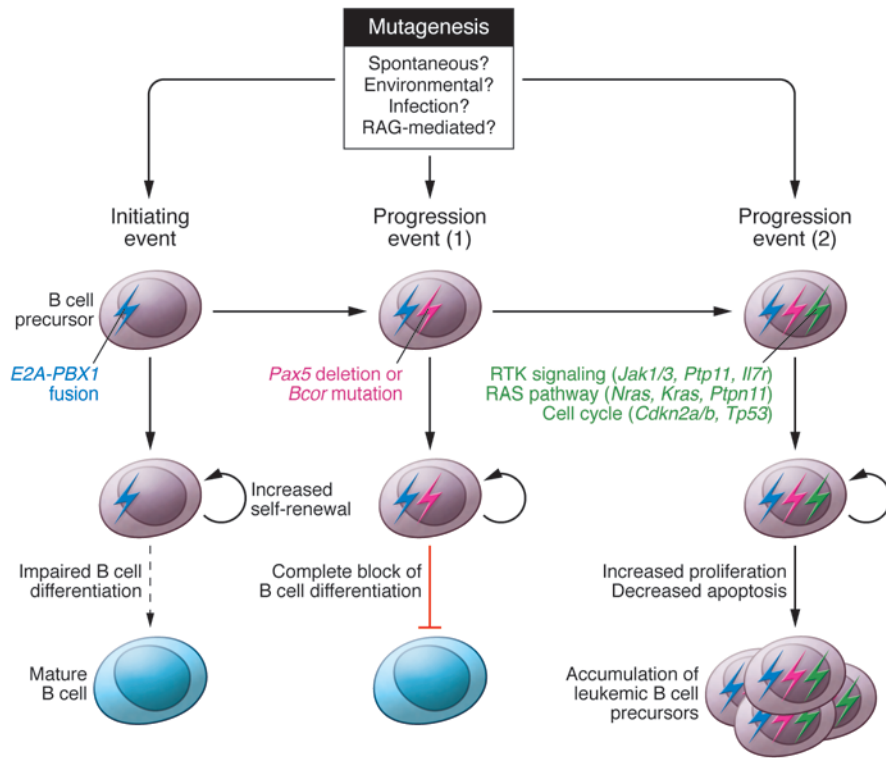 Mutagenesis
Spontaneous?
Environmental?
Infection?
RAG-mediated?
Initiating
event
Progression
event (1)
Progression
event (2)
B cell
precursor
E2A-PBX1
fusion
Pax5 deletion or
Bcor mutation
RTK signaling (Jak1/3, Ptp11, Il7r)
RAS pathway (Nras, Kras, Ptpn11)
Cell cycle (Cdkn2a/b, Tp53)
Increased
self-renewal
Impaired B cell
differentiation
Complete block of
B cell differentiation
Increased proliferation
Decreased apoptosis
Mature
B cell
Accumulation of
leukemic B cell
precursors